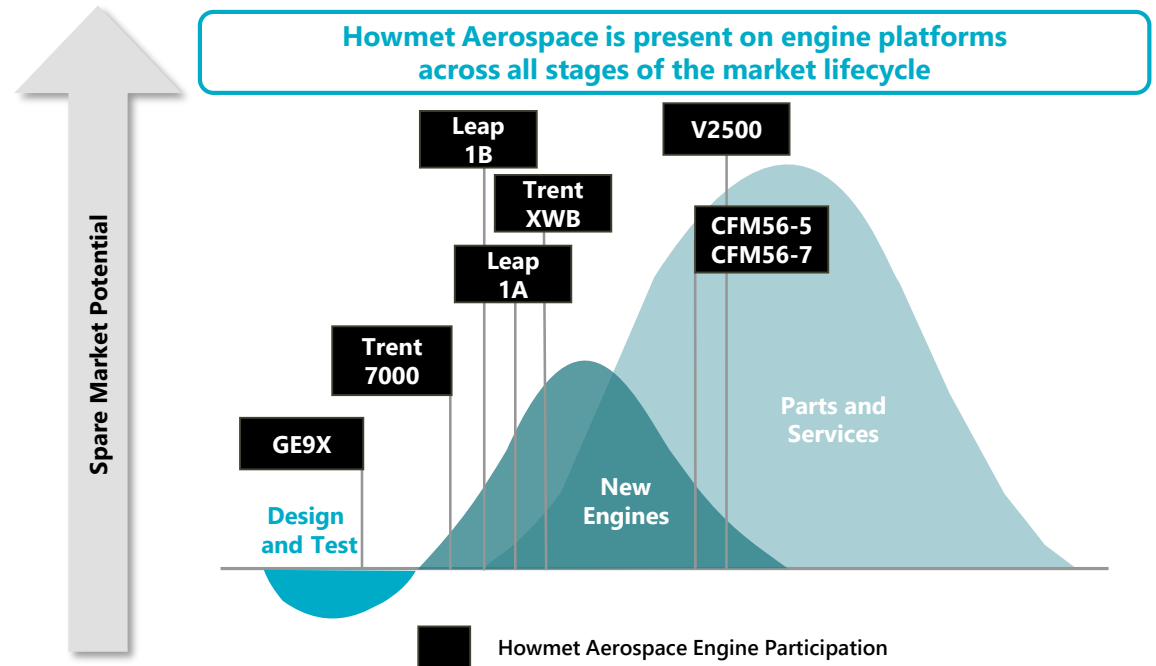 Howmet Aerospace is present on engine platforms
across all stages of the market lifecycle
Spare Market Potential
Leap
1B
V2500
Trent
XWB
CFM56-5
CFM56-7
Leap
1A
Trent
7000
GE9X
Parts and
Services
New
Engines
Design
and Test
Howmet Aerospace Engine Participation